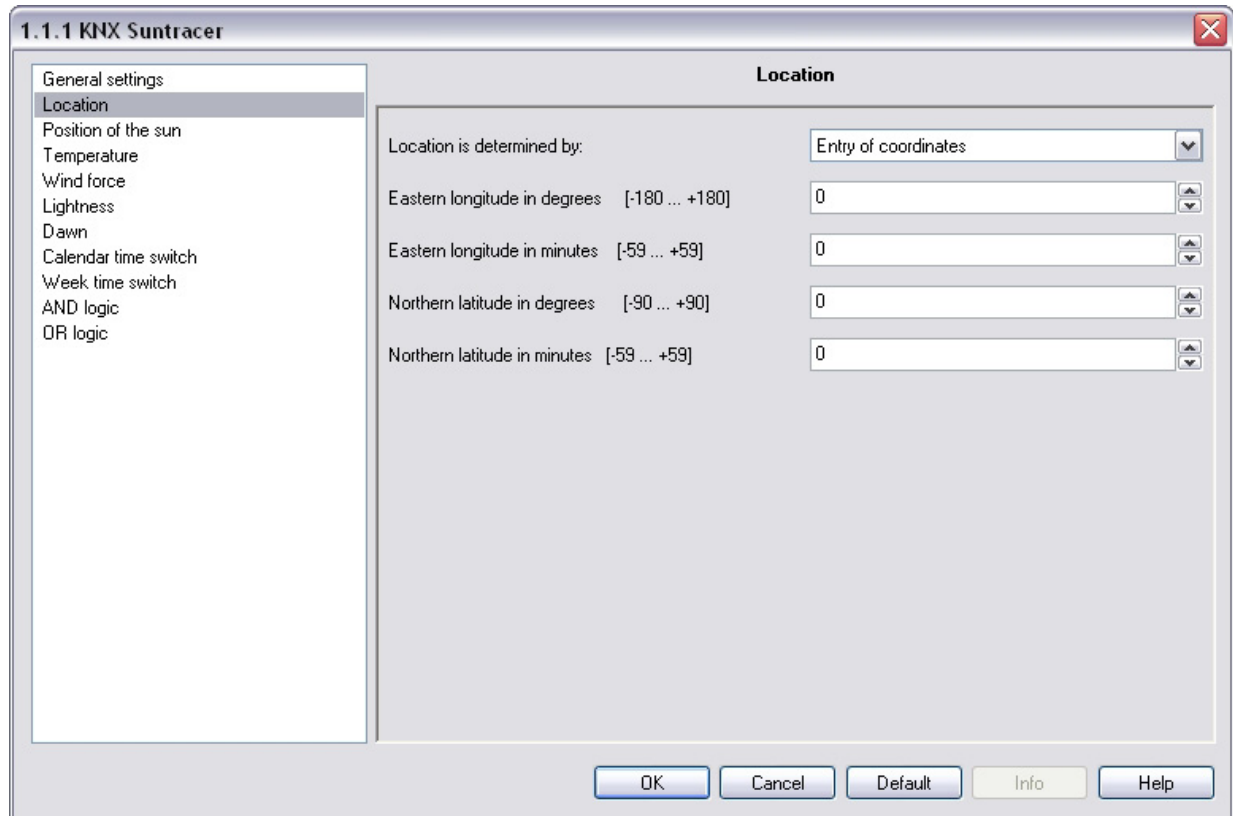 1.1.1 KNX Suntracer
General settings
Location
Position of the sun
Temperature
Wind force
Lightness
Dawn
Calendar time switch
Week time switch
AND logic
OR logic
Location
Location is determined by: Entry of coordinates
Eastern longitude in degrees [-180 ... +180] 0
Eastern longitude in minutes [-59 ... +59] 0
Northern latitude in degrees [-90 ... +90] 0
Northern latitude in minutes [-59 ... +59] 0
OK Cancel Default Info Help